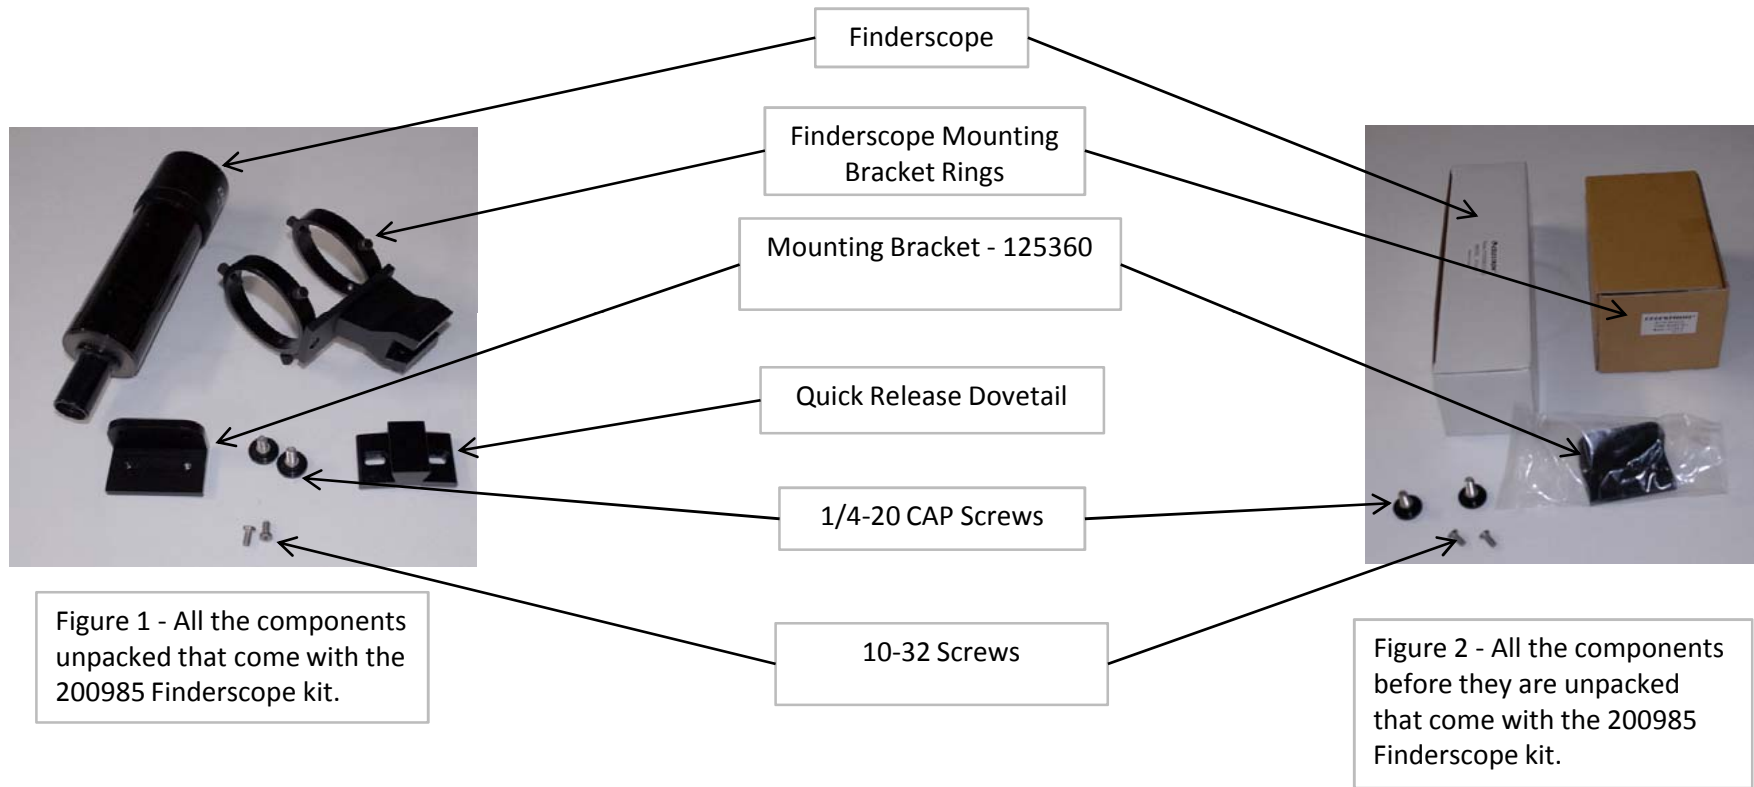 Finderscope
Finderscope Mounting
Bracket Rings
Mounting Bracket - 125360
Quick Release Dovetail
1/4-20 CAP Screws
10-32 Screws
Figure 1 - All the components
unpacked that come with the
200985 Finderscope kit.
Figure 2 - All the components
before they are unpacked
that come with the 200985
Finderscope kit.